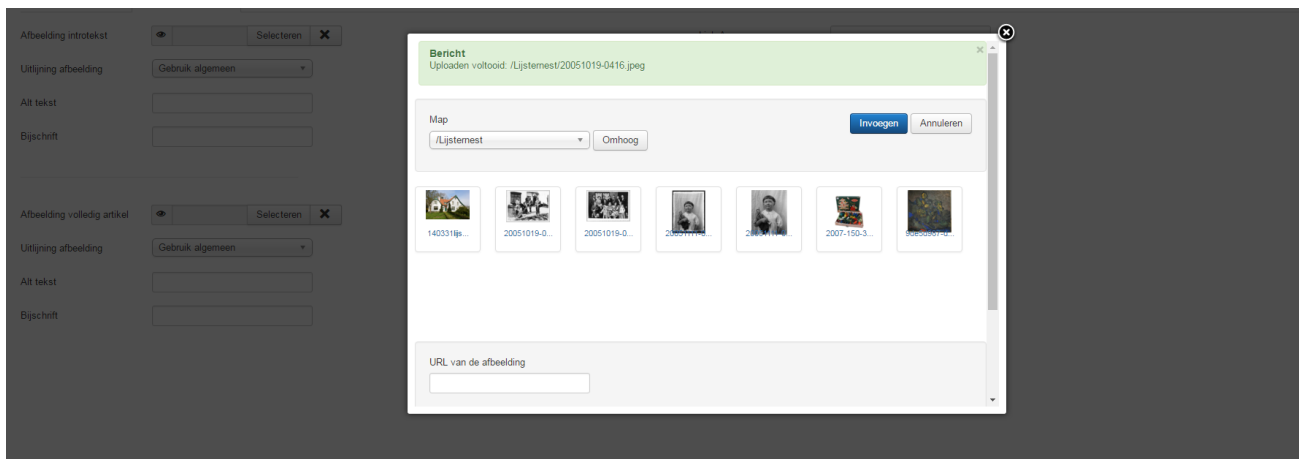 Afbeelding introtekst
Selecteren
Uitlijning afbeelding
Gebruik algemeen
Alt tekst
Bijschrift
Afbeelding volledig artikel
Selecteren
Uitlijning afbeelding
Gebruik algemeen
Alt tekst
Bijschrift
Bericht
Uploaden voltooid: /Lijsternest/20051019-0416.jpeg
Map
/Lijsternest
Omhoog
Invoegen
Annuleren
140331lijs...
20051019-0...
20051019-0...
2007-150-3...
URL van de afbeelding